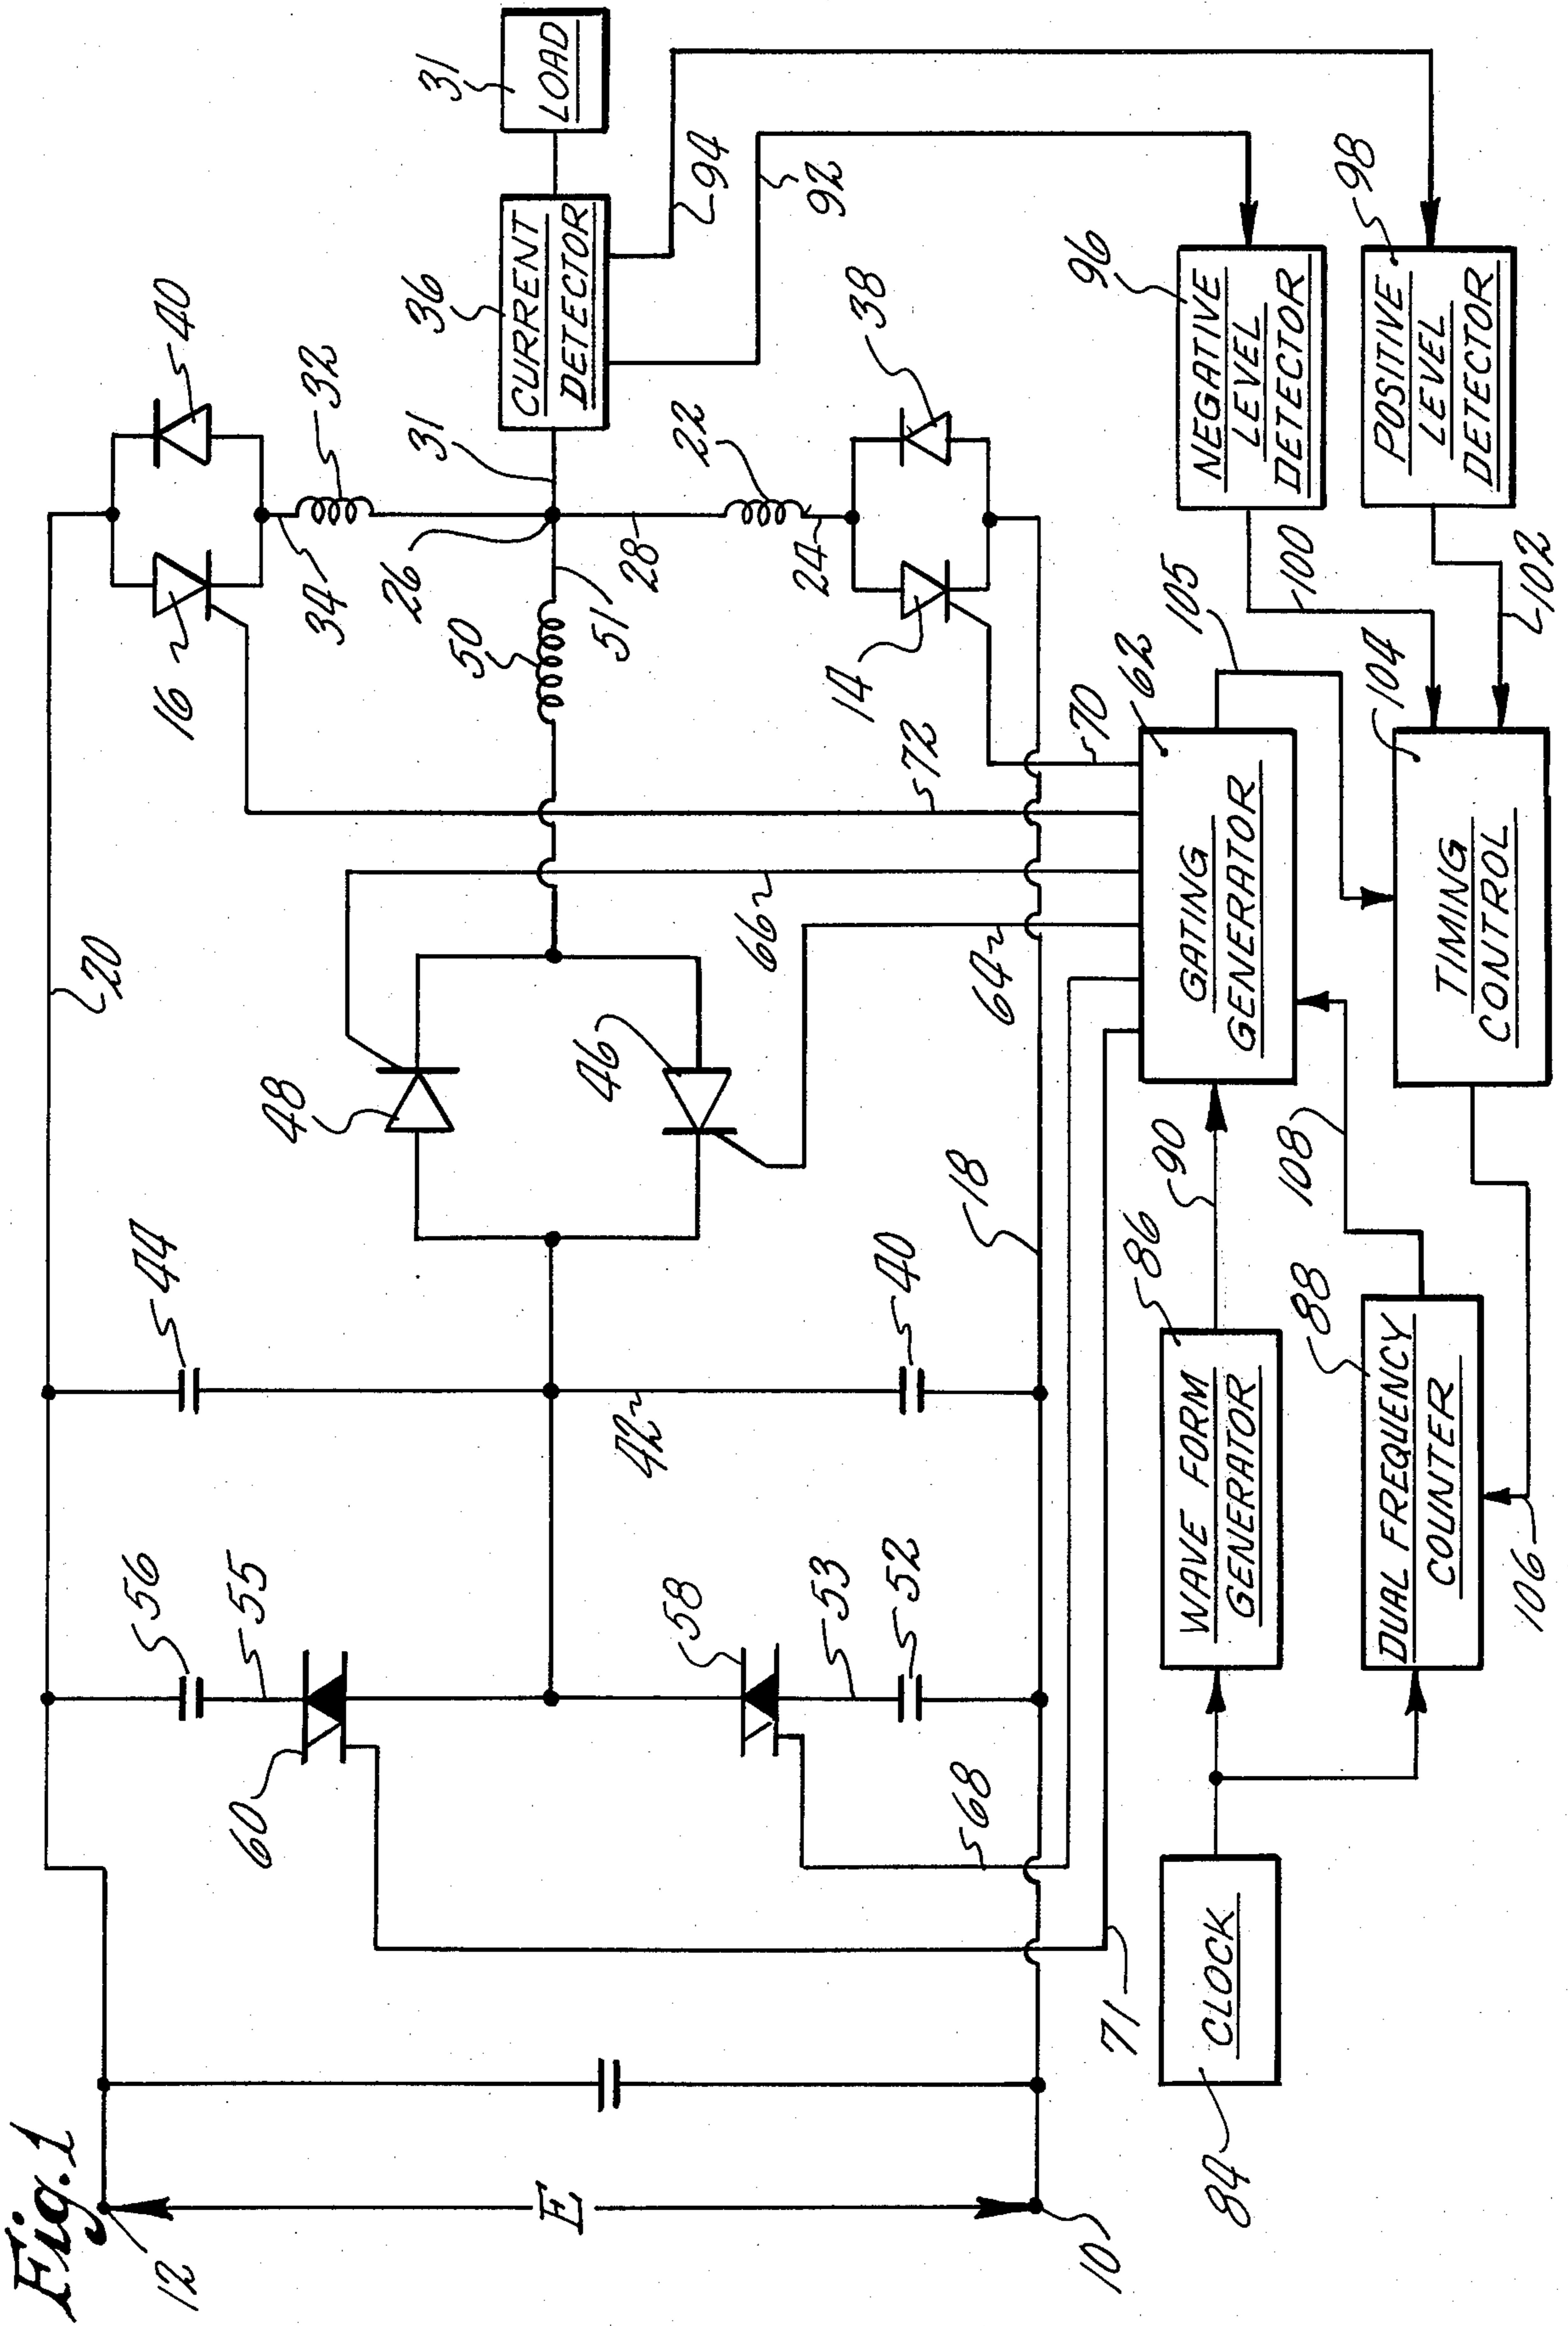 Fig. 1
12
E
10
20
56
55
60
58
53
52
68
71
44
42
40
18
48
46
66
64
50
51
72
70
16
34
32
40
26
31
28
22
24
14
38
36
CURRENT
DETECTOR
31
LOAD
94
92
84
CLOCK
86
WAVE FORM
GENERATOR
90
88
DUAL FREQUENCY
COUNTER
106
108
62
GATING
GENERATOR
105
104
TIMING
CONTROL
100
102
96
NEGATIVE
LEVEL
DETECTOR
98
POSITIVE
LEVEL
DETECTOR